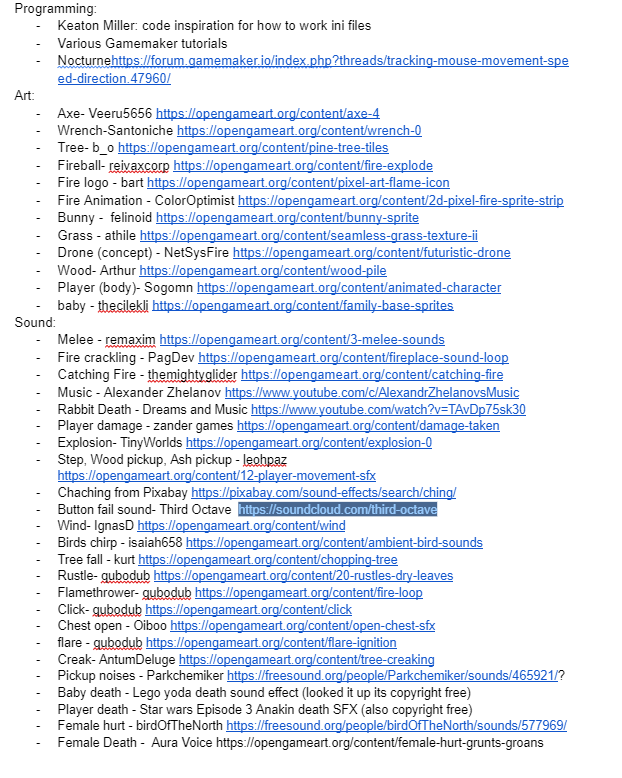 Programming:
- Keaton Miller: code inspiration for how to work ini files
- Various Gamemaker tutorials
- Nocturnehttps://forum.gamemaker.io/index.php?threads/tracking-mouse-movement-spe
ed-direction.47960/
Art:
- Axe- Veeru5656 https://opengameart.org/content/axe-4
- Wrench-Santoniche https://opengameart.org/content/wrench-0
- Tree- b_o https://opengameart.org/content/pine-tree-tiles
- Fireball- reivaxcorp https://opengameart.org/content/fire-explode
- Fire logo - bart https://opengameart.org/content/pixel-art-flame-icon
- Fire Animation - ColorOptimist https://opengameart.org/content/2d-pixel-fire-sprite-strip
- Bunny - felinoid https://opengameart.org/content/bunny-sprite
- Grass - athile https://opengameart.org/content/seamless-grass-texture-ii
- Drone (concept) - NetSysFire https://opengameart.org/content/futuristic-drone
- Wood- Arthur https://opengameart.org/content/wood-pile
- Player (body)- Sogomn https://opengameart.org/content/animated-character
- baby - thecilekli https://opengameart.org/content/family-base-sprites
Sound:
- Melee - remaxim https://opengameart.org/content/3-melee-sounds
- Fire crackling - PagDev https://opengameart.org/content/fireplace-sound-loop
- Catching Fire - themightyglider https://opengameart.org/content/catching-fire
- Music - Alexander Zhelanov https://www.youtube.com/c/AlexandrZhelanovsMusic
- Rabbit Death - Dreams and Music https://www.youtube.com/watch?v=TAvDp75sk30
- Player damage - zander games https://opengameart.org/content/damage-taken
- Explosion- TinyWorlds https://opengameart.org/content/explosion-0
- Step, Wood pickup, Ash pickup - leohpaz
https://opengameart.org/content/12-player-movement-sfx
- Chaching from Pixabay https://pixabay.com/sound-effects/search/ching/
- Button fail sound- Third Octave https://soundcloud.com/third-octave
- Wind- IgnasD https://opengameart.org/content/wind
- Birds chirp - isaiah658 https://opengameart.org/content/ambient-bird-sounds
- Tree fall - kurt https://opengameart.org/content/chopping-tree
- Rustle- qubodub https://opengameart.org/content/20-rustles-dry-leaves
- Flamethrower- qubodub https://opengameart.org/content/fire-loop
- Click- qubodub https://opengameart.org/content/click
- Chest open - Oiboo https://opengameart.org/content/open-chest-sfx
- flare - qubodub https://opengameart.org/content/flare-ignition
- Creak- AntumDeluge https://opengameart.org/content/tree-creaking
- Pickup noises - Parkchemiker https://freesound.org/people/Parkchemiker/sounds/465921/?
- Baby death - Lego yoda death sound effect (looked it up its copyright free)
- Player death - Star wars Episode 3 Anakin death SFX (also copyright free)
- Female hurt - birdOfTheNorth https://freesound.org/people/birdOfTheNorth/sounds/577969/
- Female Death - Aura Voice https://opengameart.org/content/female-hurt-grunts-groans